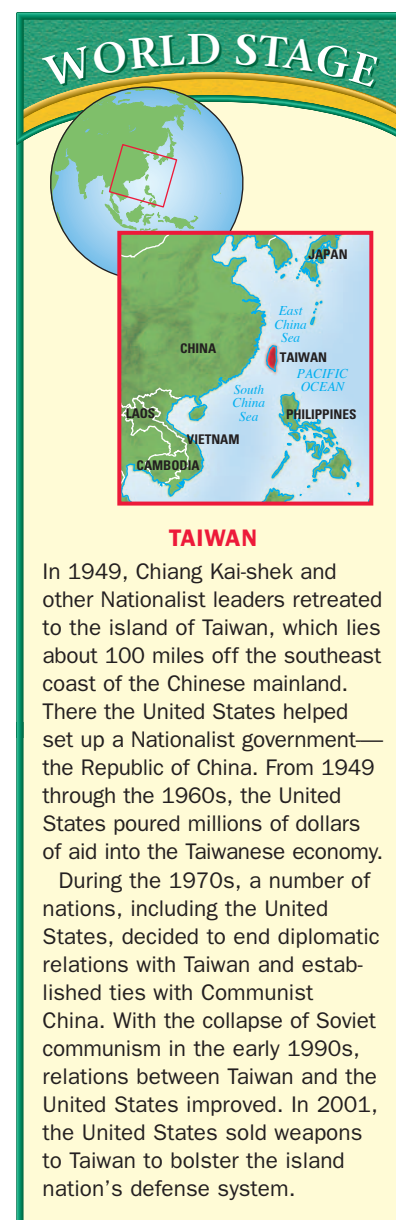 WORLD STAGE
JAPAN
East
China
Sea
CHINA
TAIWAN
PACIFIC
OCEAN
South
China
Sea
LAOS
PHILIPPINES
VIETNAM
CAMBODIA
TAIWAN
In 1949, Chiang Kai-shek and
other Nationalist leaders retreated
to the island of Taiwan, which lies
about 100 miles off the southeast
coast of the Chinese mainland.
There the United States helped
set up a Nationalist government—
the Republic of China. From 1949
through the 1960s, the United
States poured millions of dollars
of aid into the Taiwanese economy.
During the 1970s, a number of
nations, including the United
States, decided to end diplomatic
relations with Taiwan and estab-
lished ties with Communist
China. With the collapse of Soviet
communism in the early 1990s,
relations between Taiwan and the
United States improved. In 2001,
the United States sold weapons
to Taiwan to bolster the island
nation's defense system.